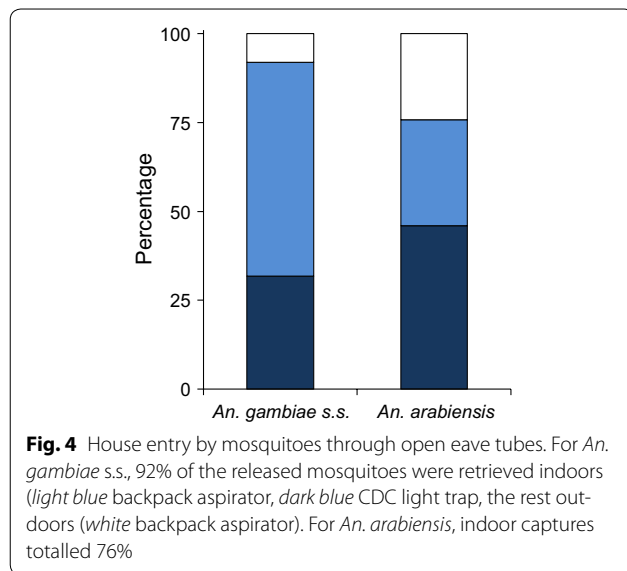 100
75
50
25
0
Percentage
An. gambiae s.s. An. arabiensis
Fig. 4 House entry by mosquitoes through open eave tubes. For An.
gambiae s.s., 92% of the released mosquitoes were retrieved indoors
(light blue backpack aspirator, dark blue CDC light trap, the rest out-
doors (white backpack aspirator). For An. arabiensis, indoor captures
totalled 76%